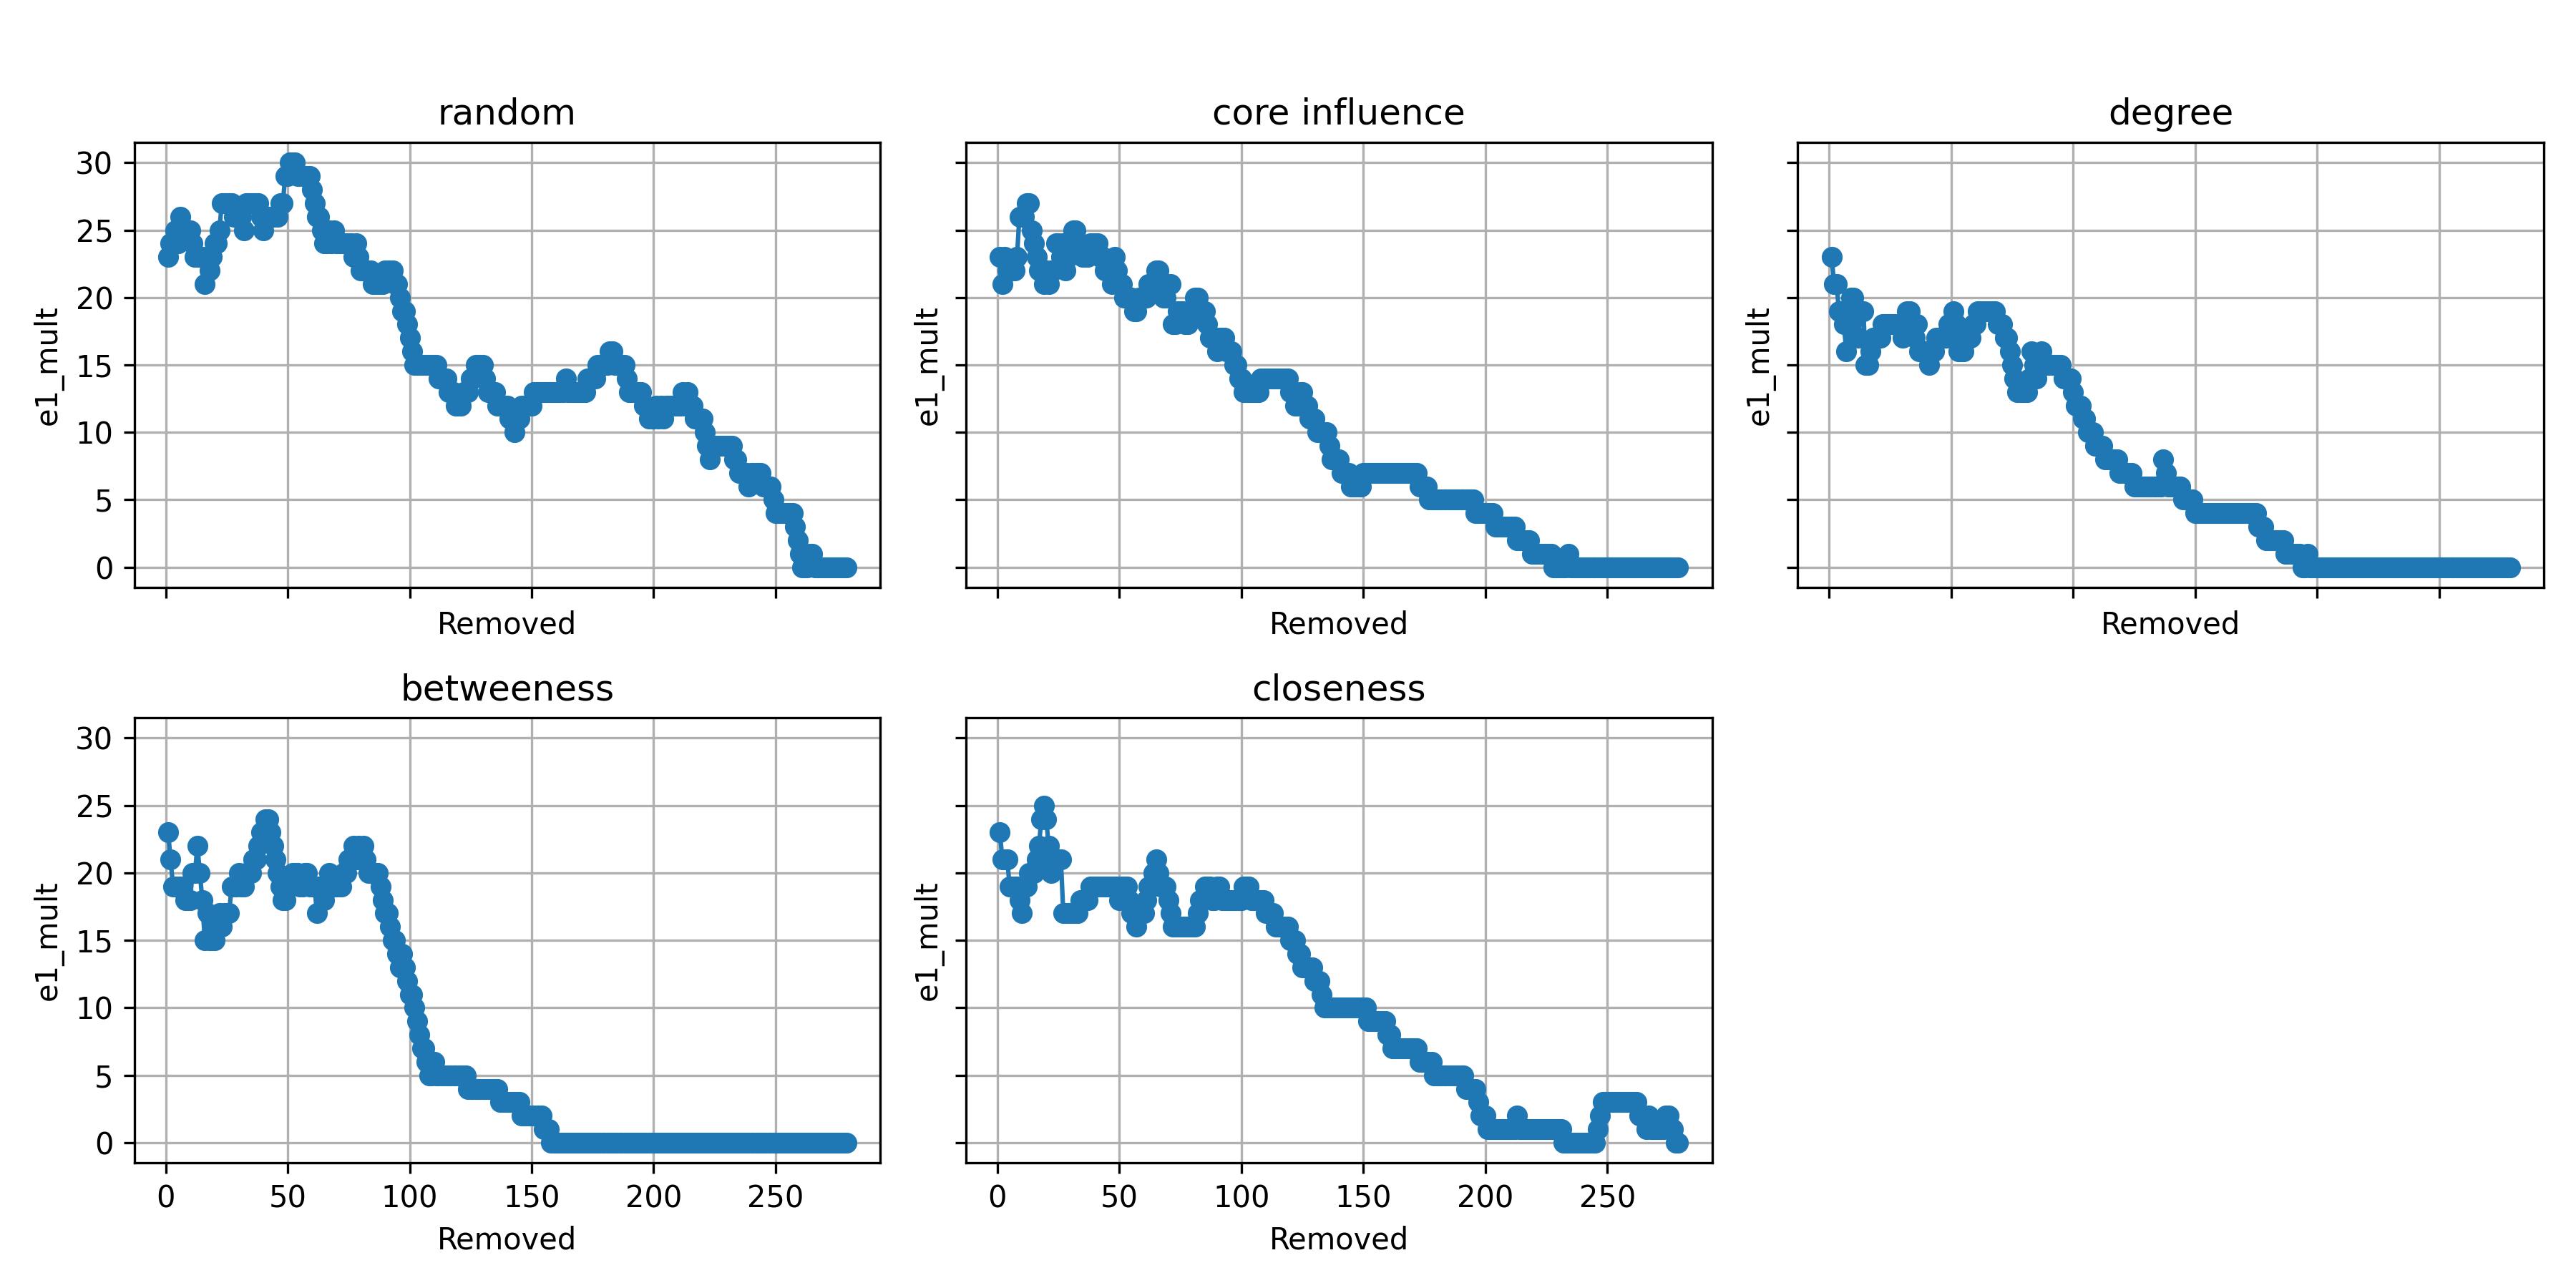 random
core influence
degree
30
25
20
15
10
5
0
e1_mult
e1_mult
e1_mult
Removed
Removed
Removed
betweeness
closeness
30
25
20
15
10
5
0
e1_mult
e1_mult
0 50 100 150 200 250
0 50 100 150 200 250
Removed
Removed